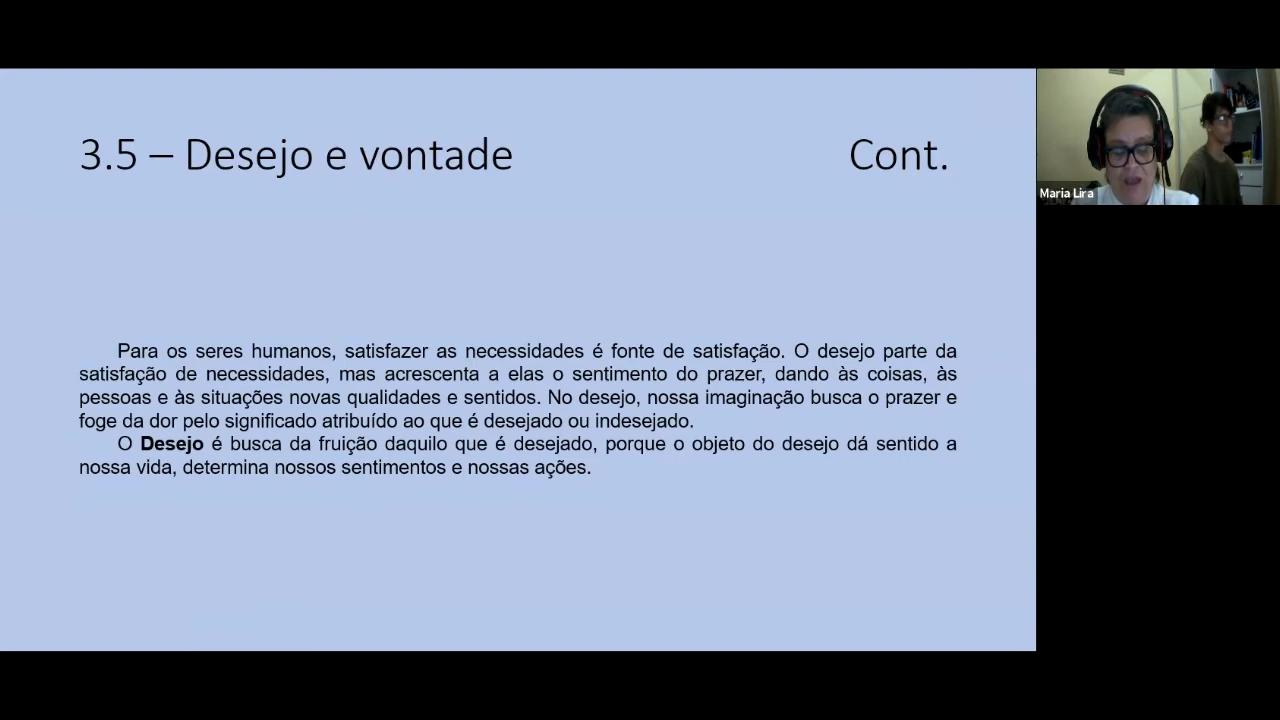 3.5 – Desejo e vontade Cont.
Para os seres humanos, satisfazer as necessidades é fonte de satisfação. O desejo parte da
satisfação de necessidades, mas acrescenta a elas o sentimento do prazer, dando às coisas, às
pessoas e às situações novas qualidades e sentidos. No desejo, nossa imaginação busca o prazer e
foge da dor pelo significado atribuído ao que é desejado ou indesejado.
O Desejo é busca da fruição daquilo que é desejado, porque o objeto do desejo dá sentido a
nossa vida, determina nossos sentimentos e nossas ações.
Maria Lira